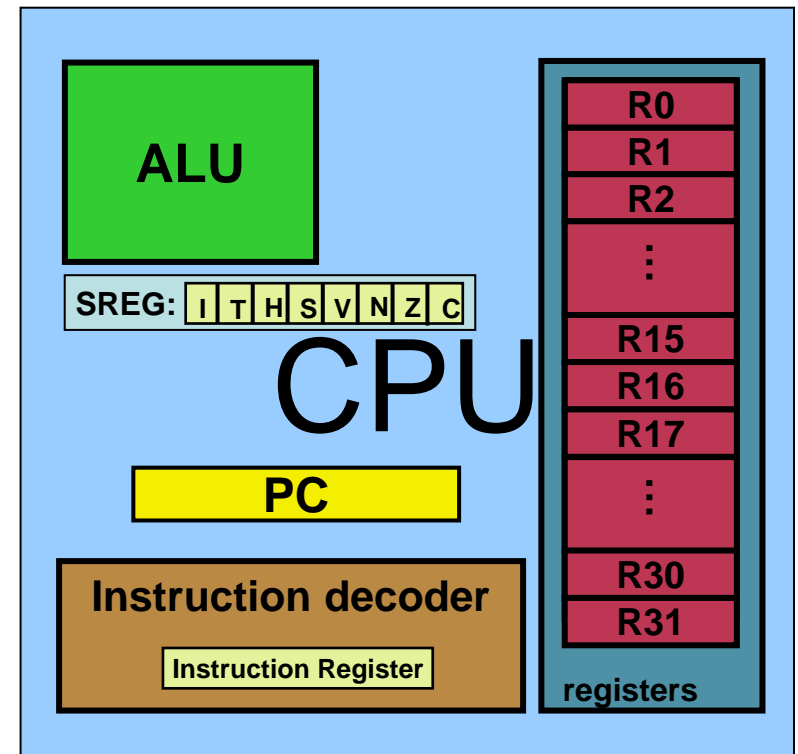 ALU
SREG: I T H S V N Z C
CPU
PC
Instruction decoder
Instruction Register
R0
R1
R2
⋮
R15
R16
R17
⋮
R30
R31
registers